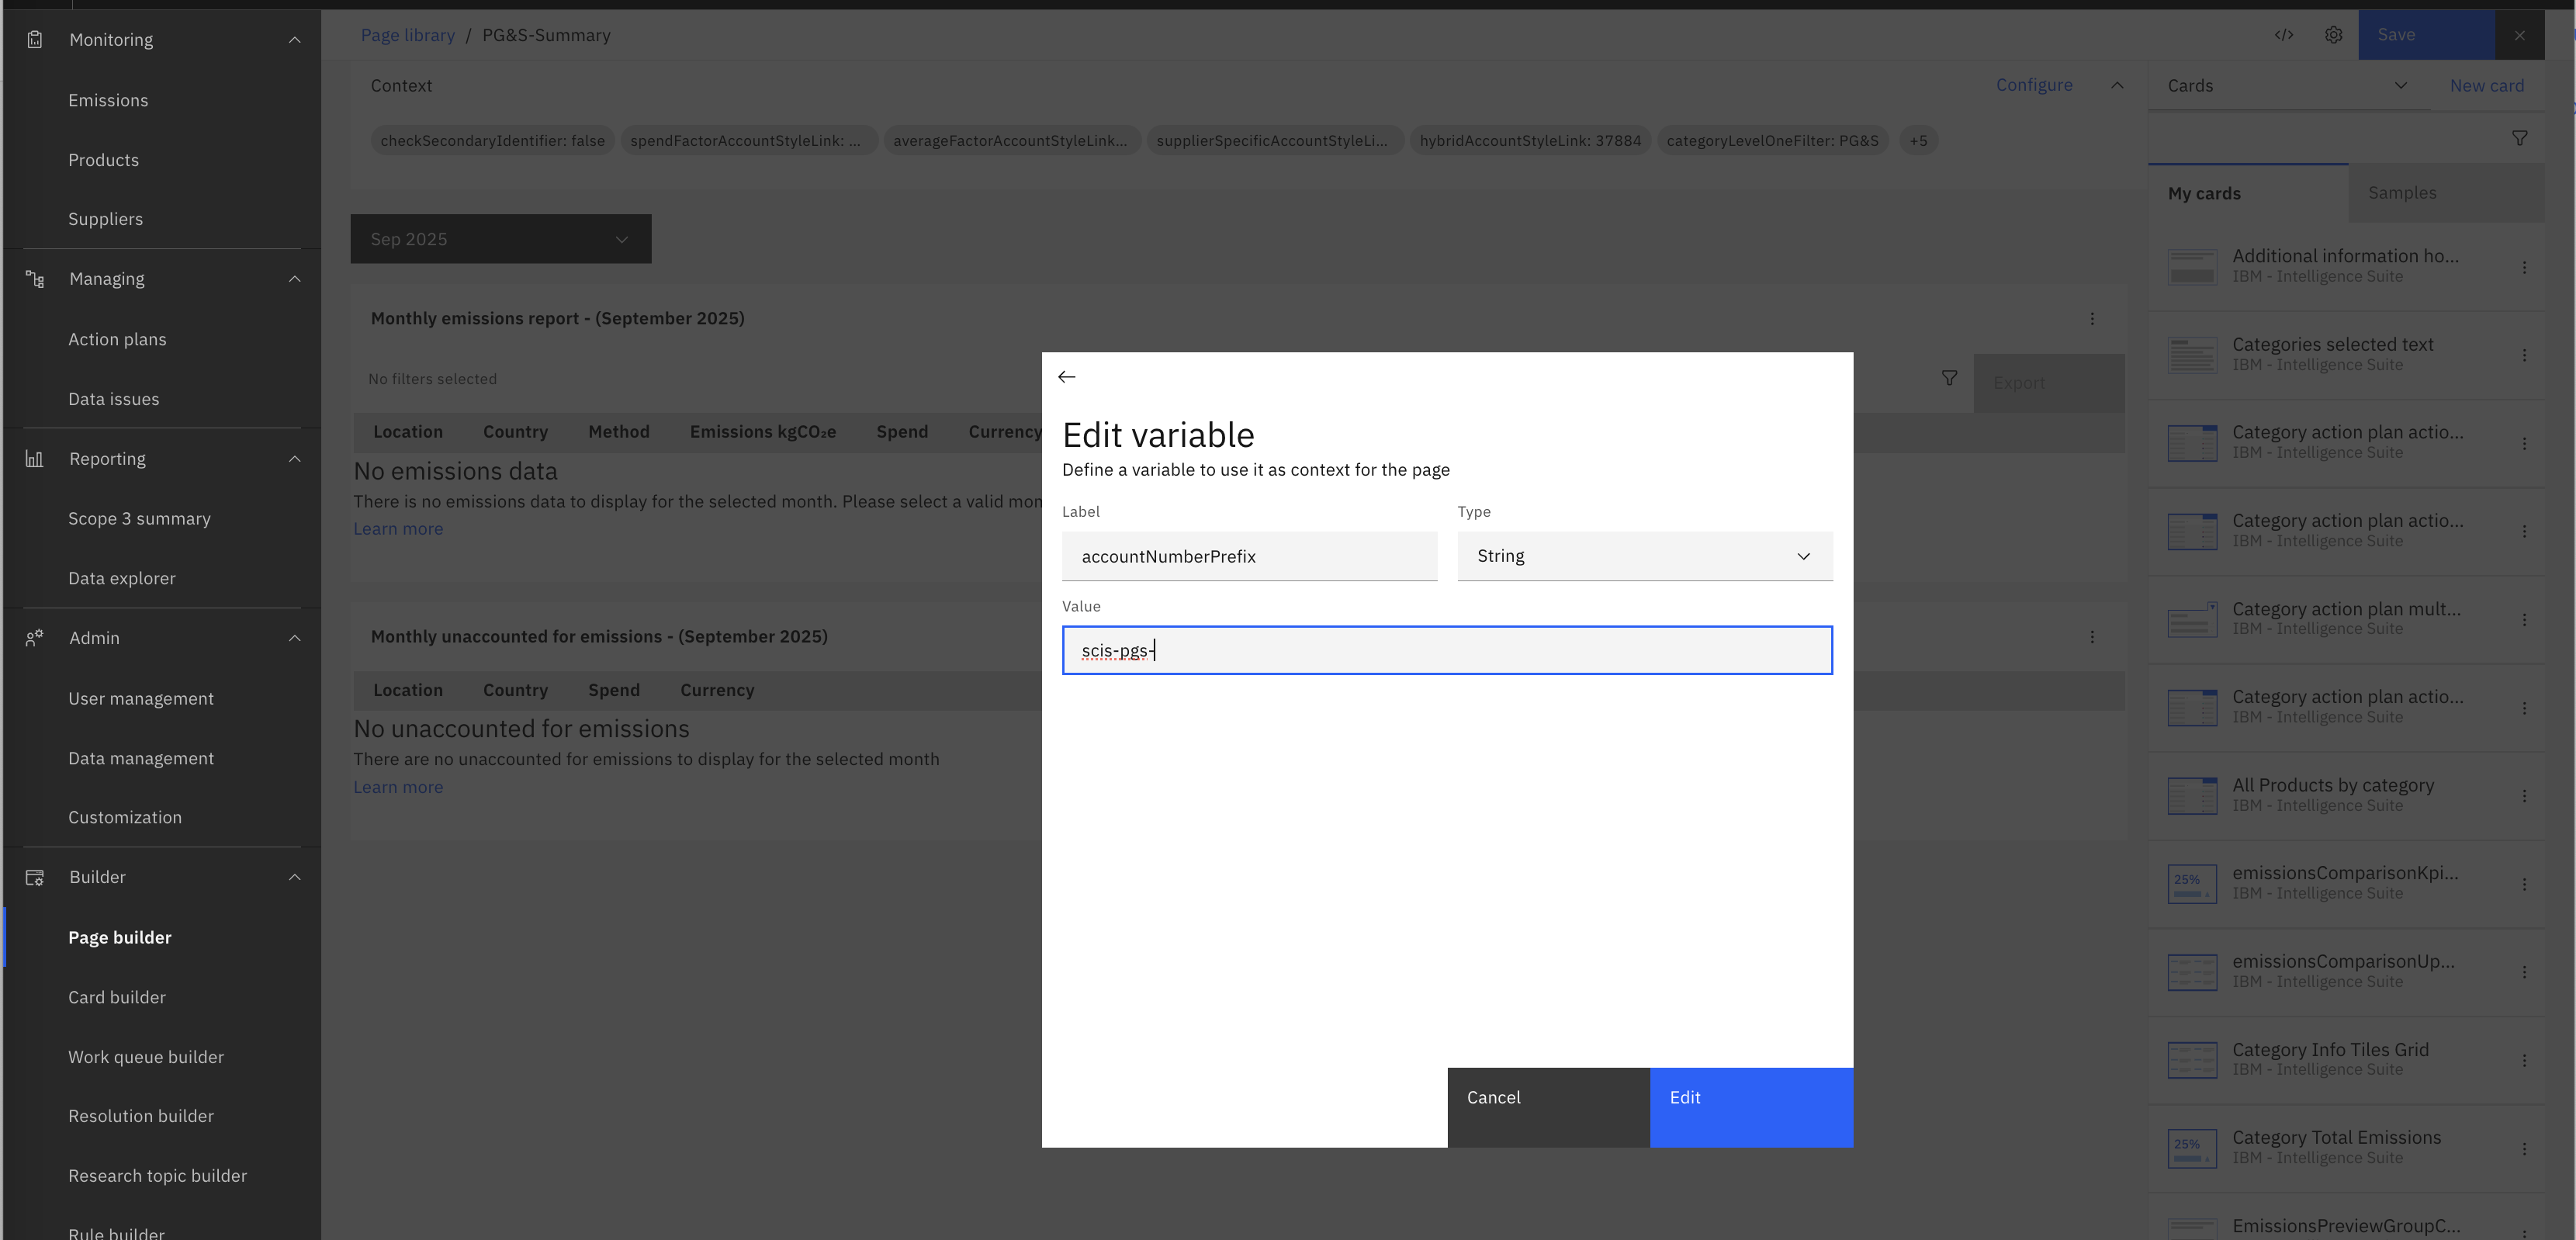 Monitoring
Emissions
Products
Suppliers
Managing
Action plans
Data issues
Reporting
Scope 3 summary
Data explorer
Admin
User management
Data management
Customization
Builder
Page builder
Card builder
Work queue builder
Resolution builder
Research topic builder
Rule builder
Page library / PG&S-Summary
Save
Context
Configure
checkSecondaryIdentifier: false
spendFactorAccountStyleLink: ...
averageFactorAccountStyleLink...
supplierSpecificAccountStyleLi...
hybridAccountStyleLink: 37884
categoryLevelOneFilter: PG&S
+5
Sep 2025
Monthly emissions report - (September 2025)
No filters selected
Export
Location Country Method Emissions kgCO₂e Spend Currency
No emissions data
There is no emissions data to display for the selected month. Please select a valid mon
Learn more
Monthly unaccounted for emissions - (September 2025)
Location Country Spend Currency
No unaccounted for emissions
There are no unaccounted for emissions to display for the selected month
Learn more
Edit variable
Define a variable to use it as context for the page
Label
accountNumberPrefix
Type
String
Value
scis-pgs-
Cancel
Edit
Cards
New card
My cards
Samples
Additional information ho...
IBM - Intelligence Suite
Categories selected text
IBM - Intelligence Suite
Category action plan actio...
IBM - Intelligence Suite
Category action plan actio...
IBM - Intelligence Suite
Category action plan mult...
IBM - Intelligence Suite
Category action plan actio...
IBM - Intelligence Suite
All Products by category
IBM - Intelligence Suite
25%
emissionsComparisonKpi...
IBM - Intelligence Suite
emissionsComparisonUp...
IBM - Intelligence Suite
Category Info Tiles Grid
IBM - Intelligence Suite
25%
Category Total Emissions
IBM - Intelligence Suite
EmissionsPreviewGroupC...